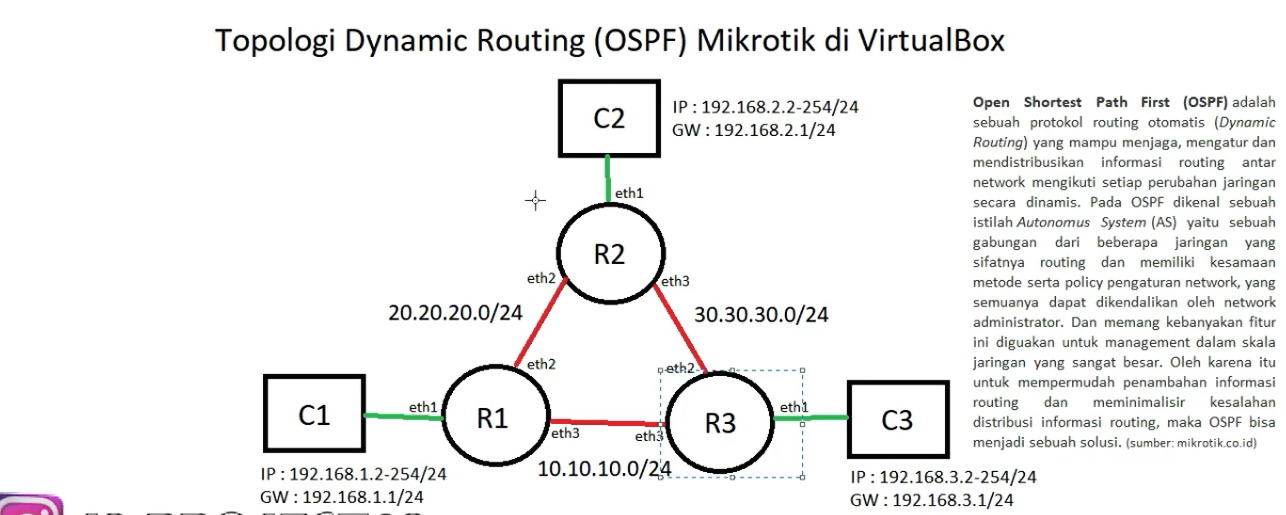 Topologi Dynamic Routing (OSPF) Mikrotik di VirtualBox
C2
IP : 192.168.2.2-254/24
GW : 192.168.2.1/24
eth1
R2
eth2
eth3
20.20.20.0/24
30.30.30.0/24
eth2
eth2
C1
eth1
R1
eth3
eth3
R3
eth1
C3
10.10.10.0/24
IP : 192.168.1.2-254/24
GW : 192.168.1.1/24
IP : 192.168.3.2-254/24
GW : 192.168.3.1/24
Open Shortest Path First (OSPF) adalah
sebuah protokol routing otomatis (Dynamic
Routing) yang mampu menjaga, mengatur dan
mendistribusikan informasi routing antar
network mengikuti setiap perubahan jaringan
secara dinamis. Pada OSPF dikenal sebuah
istilah Autonomus System (AS) yaitu sebuah
gabungan dari beberapa jaringan yang
sifatnya routing dan memiliki kesamaan
metode serta policy pengaturan network, yang
semuanya dapat dikendalikan oleh network
administrator. Dan memang kebanyakan fitur
ini diguakan untuk management dalam skala
jaringan yang sangat besar. Oleh karena itu
untuk mempermudah penambahan informasi
routing dan meminimalisir kesalahan
distribusi informasi routing, maka OSPF bisa
menjadi sebuah solusi. (sumber: mikrotik.co.id)